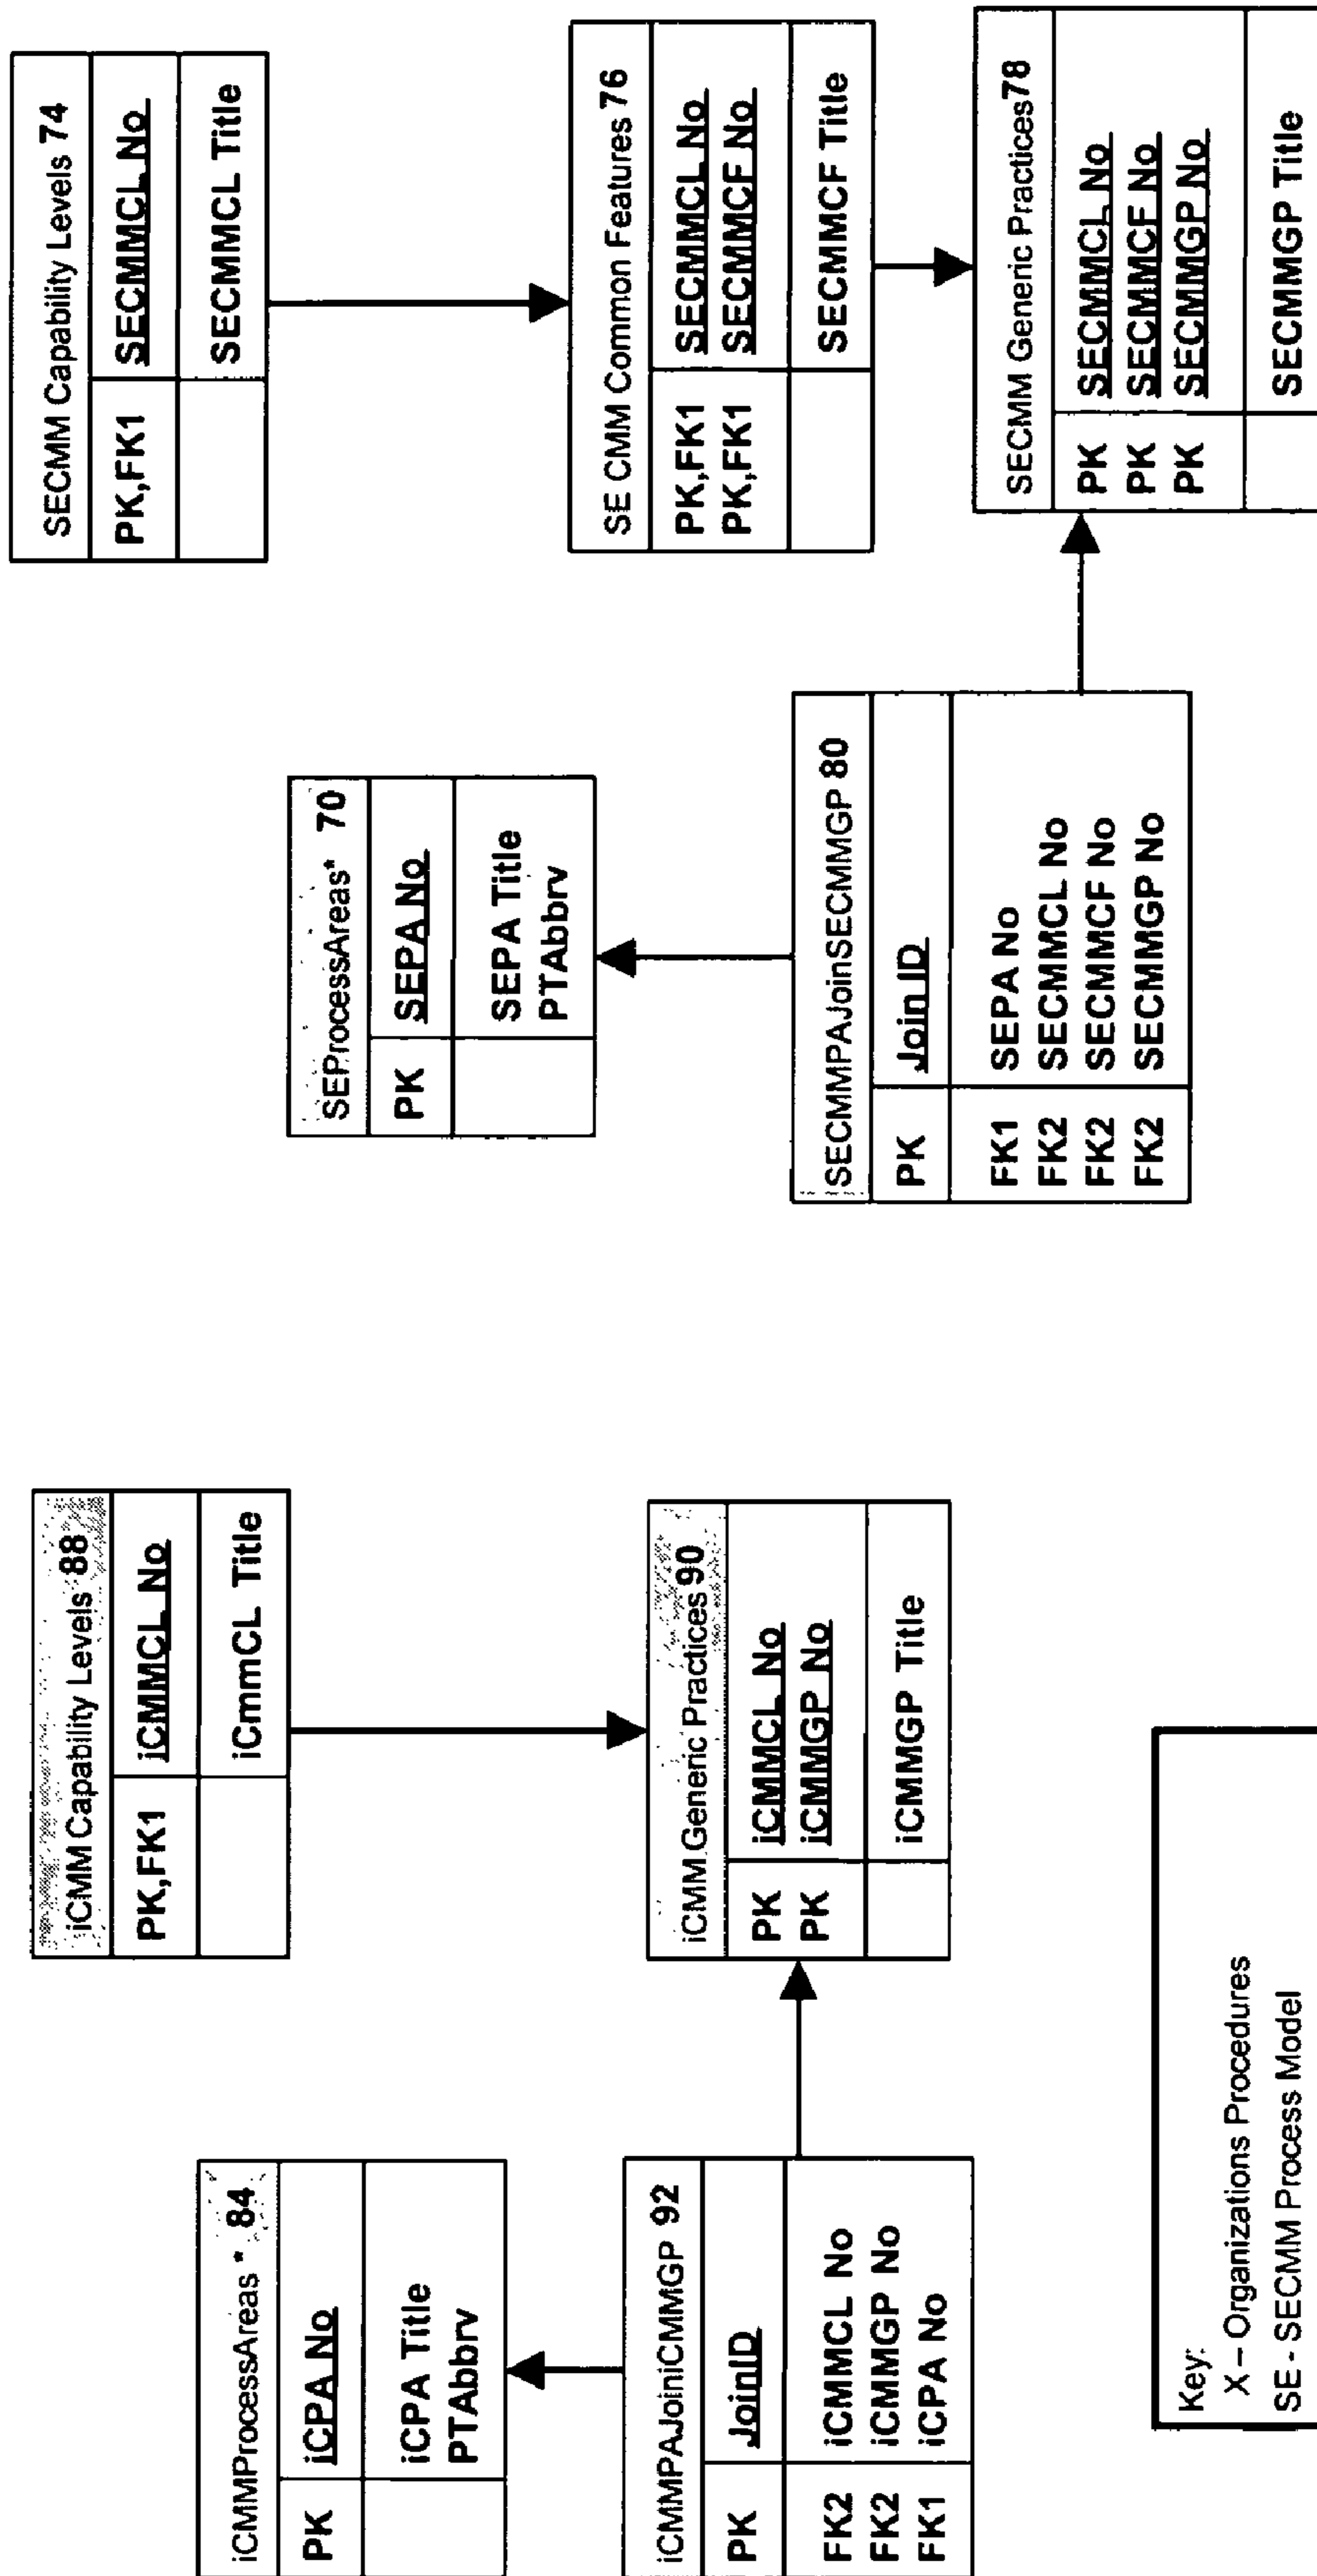 iCMMProcessAreas * 84
PK iCPA No
iCPA Title
PTAbbrv
iCMMPAJoiniCMMGP 92
PK JoinID
FK2 iCMMCL No
FK2 iCMMGP No
FK1 iCPA No
iCMM Capability Levels 88
PK,FK1 iCMMCL No
iCmmCL Title
iCMM Generic Practices 90
PK iCMMCL No
PK iCMMGP No
iCMMGP Title
Key:
X – Organizations Procedures
SE - SECMM Process Model
SEProcessAreas* 70
PK SEPA No
SEPA Title
PTAbbrv
SECMMPAJoinSECMMGP 80
PK Join ID
FK1 SEPA No
FK2 SECMMCL No
FK2 SECMMCF No
FK2 SECMMGP No
SECMM Capability Levels 74
PK,FK1 SECMMCL No
SECMMCL Title
SE CMM Common Features 76
PK,FK1 SECMMCL No
PK,FK1 SECMMCF No
SECMMCF Title
SECMM Generic Practices78
PK SECMMCL No
PK SECMMCF No
PK SECMMGP No
SECMMGP Title